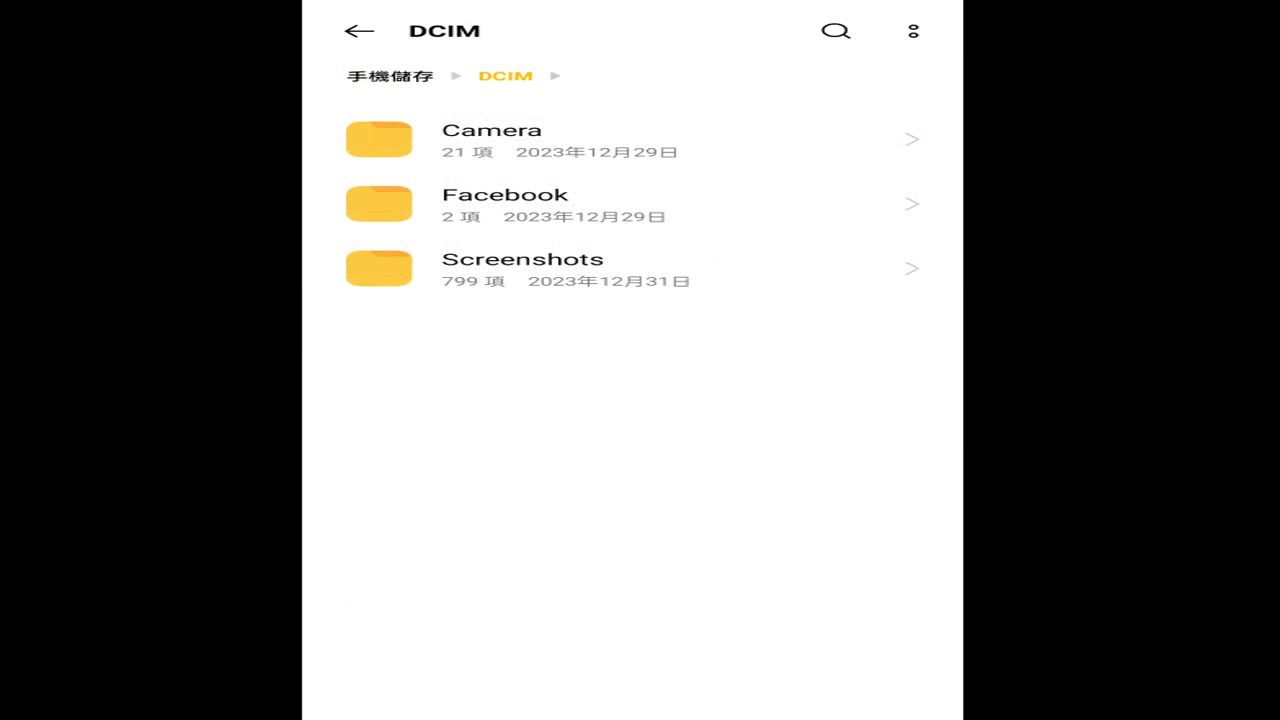 DCIM
手機儲存 DCIM
Camera
21 項 2023年12月29日
Facebook
2 項 2023年12月29日
Screenshots
799 項 2023年12月31日